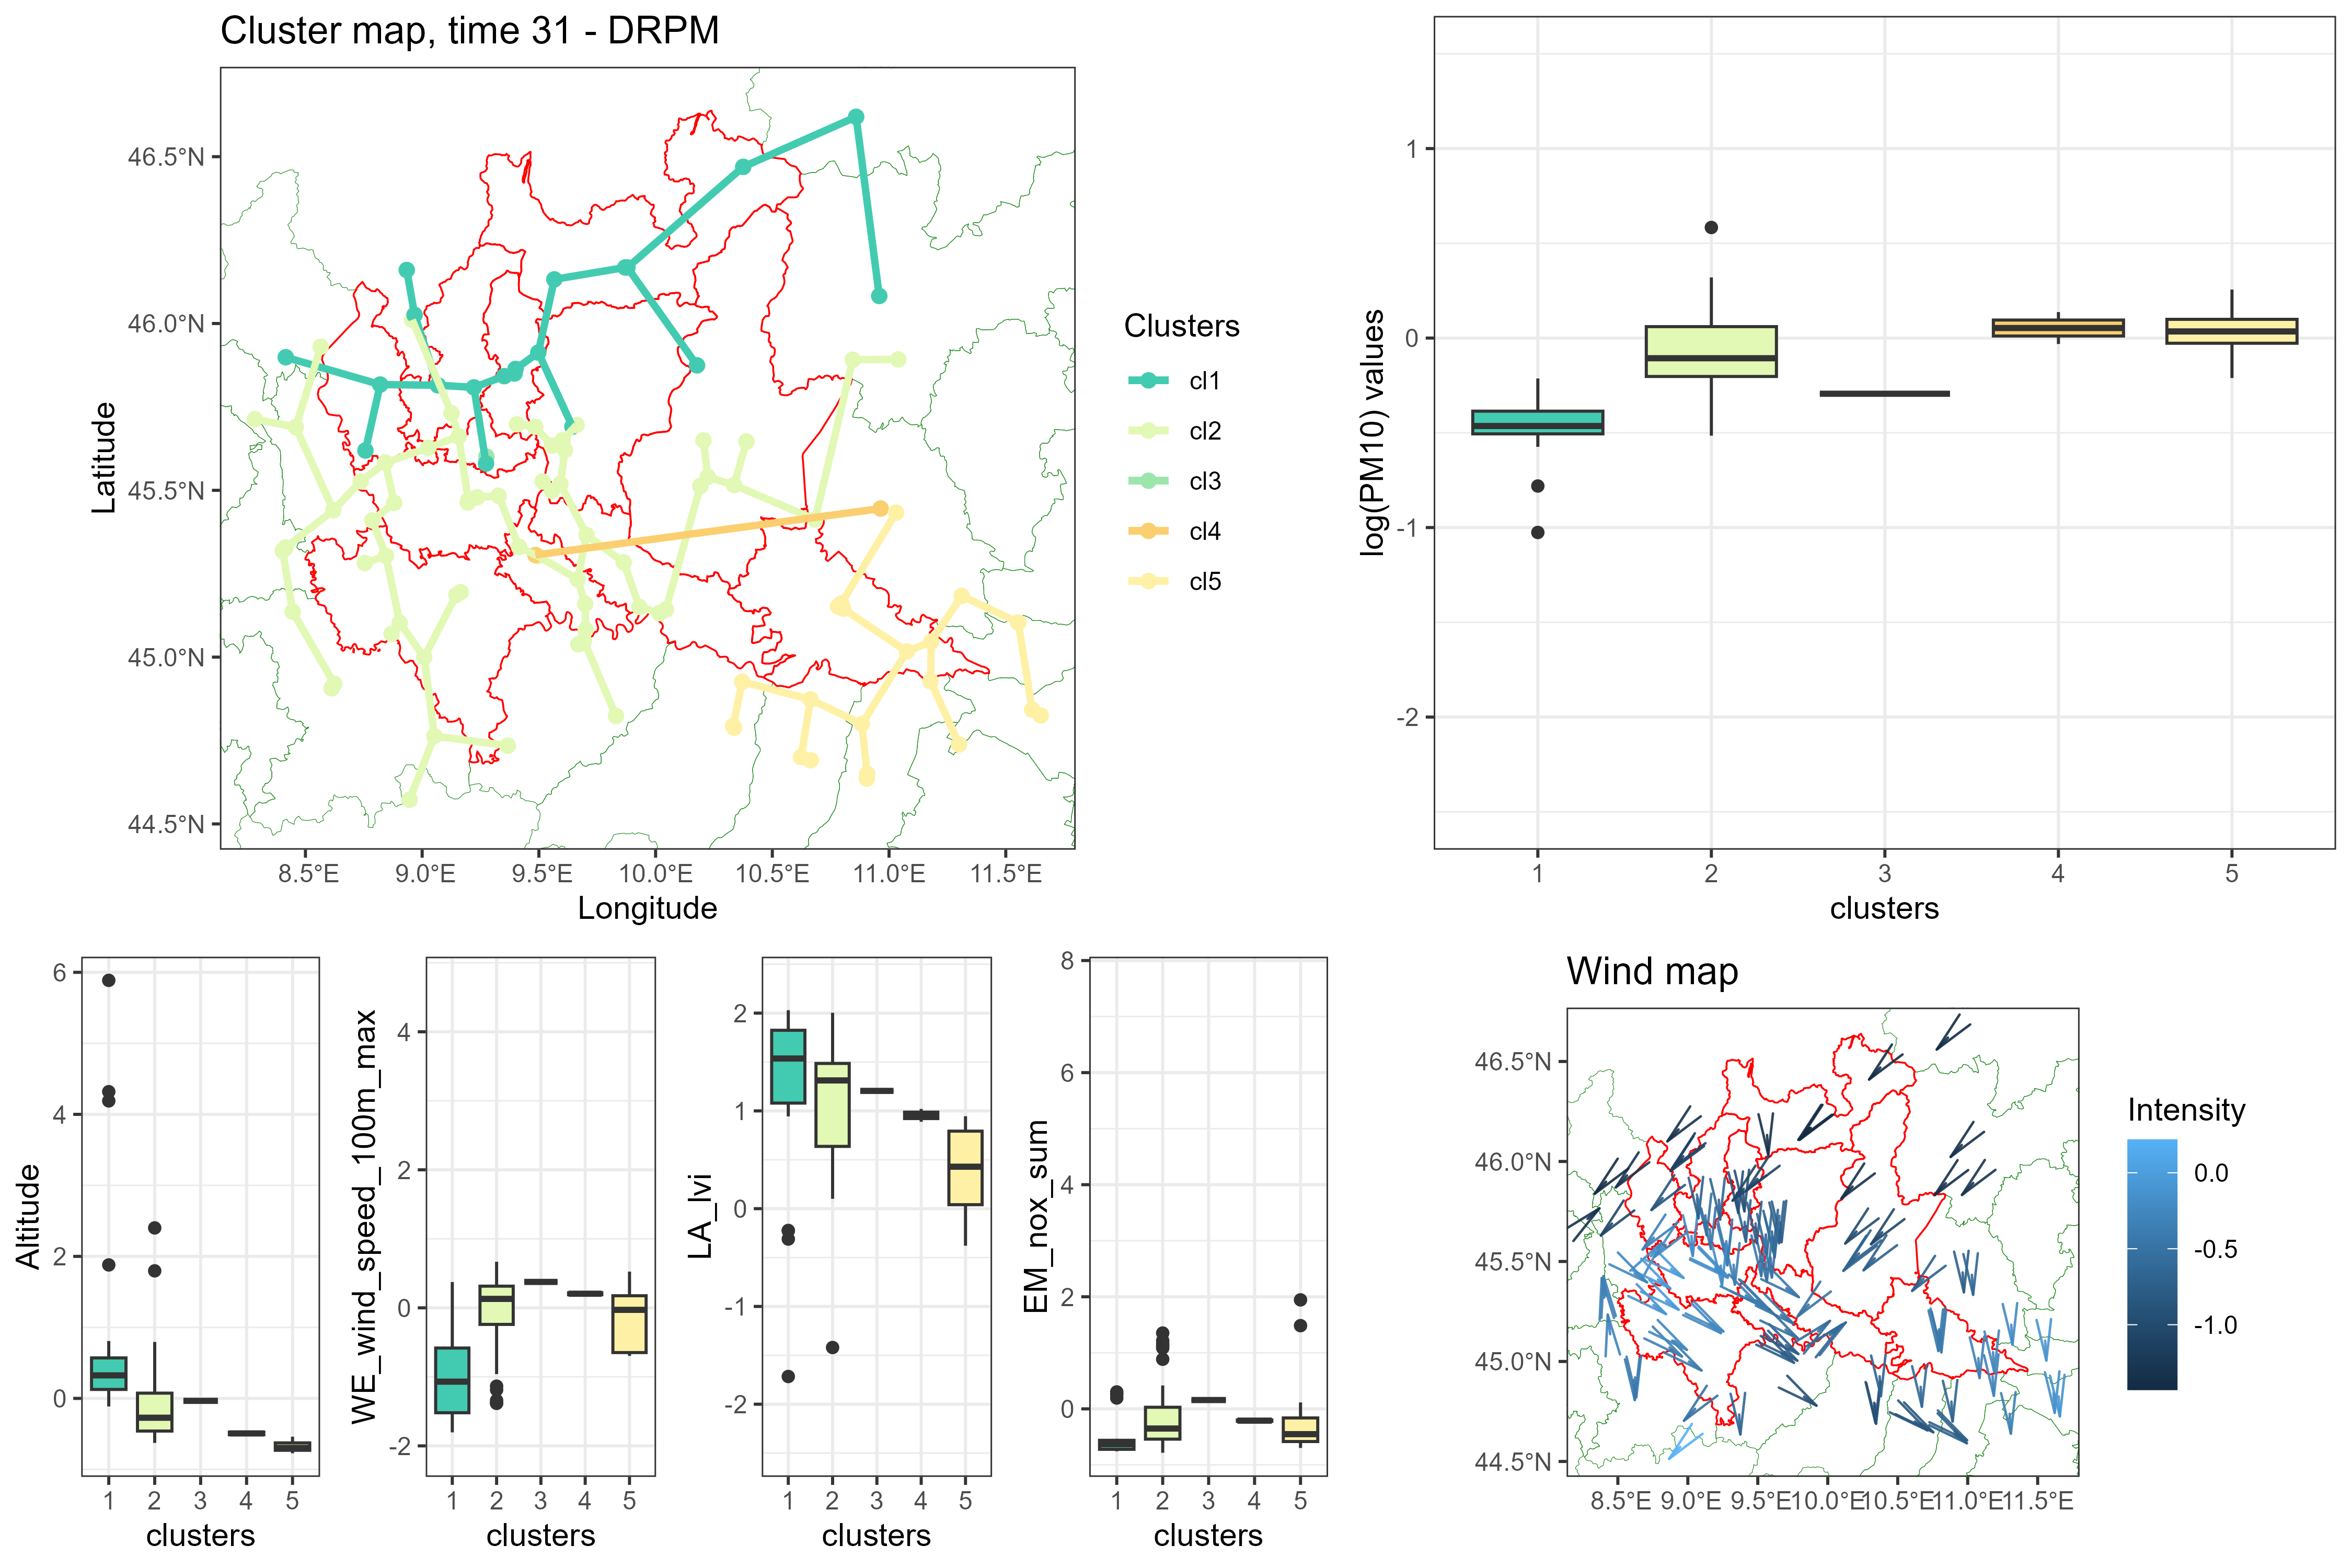 Cluster map, time 31 - DRPM
46.5°N
46.0°N
45.5°N
45.0°N
44.5°N
Latitude
8.5°E 9.0°E 9.5°E 10.0°E 10.5°E 11.0°E 11.5°E
Longitude
Clusters
cl1
cl2
cl3
cl4
cl5
log(PM10) values
1
0
-1
-2
1 2 3 4 5
clusters
Altitude
6
4
2
0
1 2 3 4 5
clusters
WE_wind_speed_100m_max
4
2
0
-2
1 2 3 4 5
clusters
LA_lvi
2
1
0
-1
-2
1 2 3 4 5
clusters
EM_nox_sum
8
6
4
2
0
1 2 3 4 5
clusters
Wind map
46.5°N
46.0°N
45.5°N
45.0°N
44.5°N
8.5°E 9.0°E 9.5°E 10.0°E 10.5°E 11.0°E 11.5°E
Intensity
0.0
-0.5
-1.0